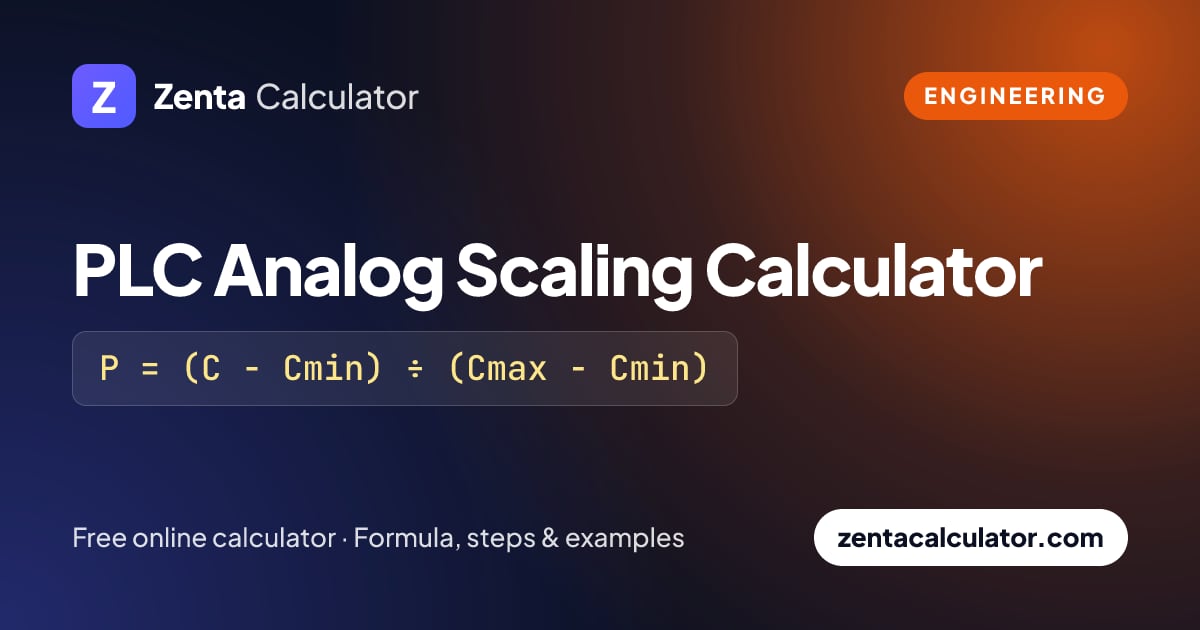 Z
Zenta Calculator
ENGINEERING
PLC Analog Scaling Calculator
P = (C - Cmin) ÷ (Cmax - Cmin)
Free online calculator · Formula, steps & examples
zentacalculator.com